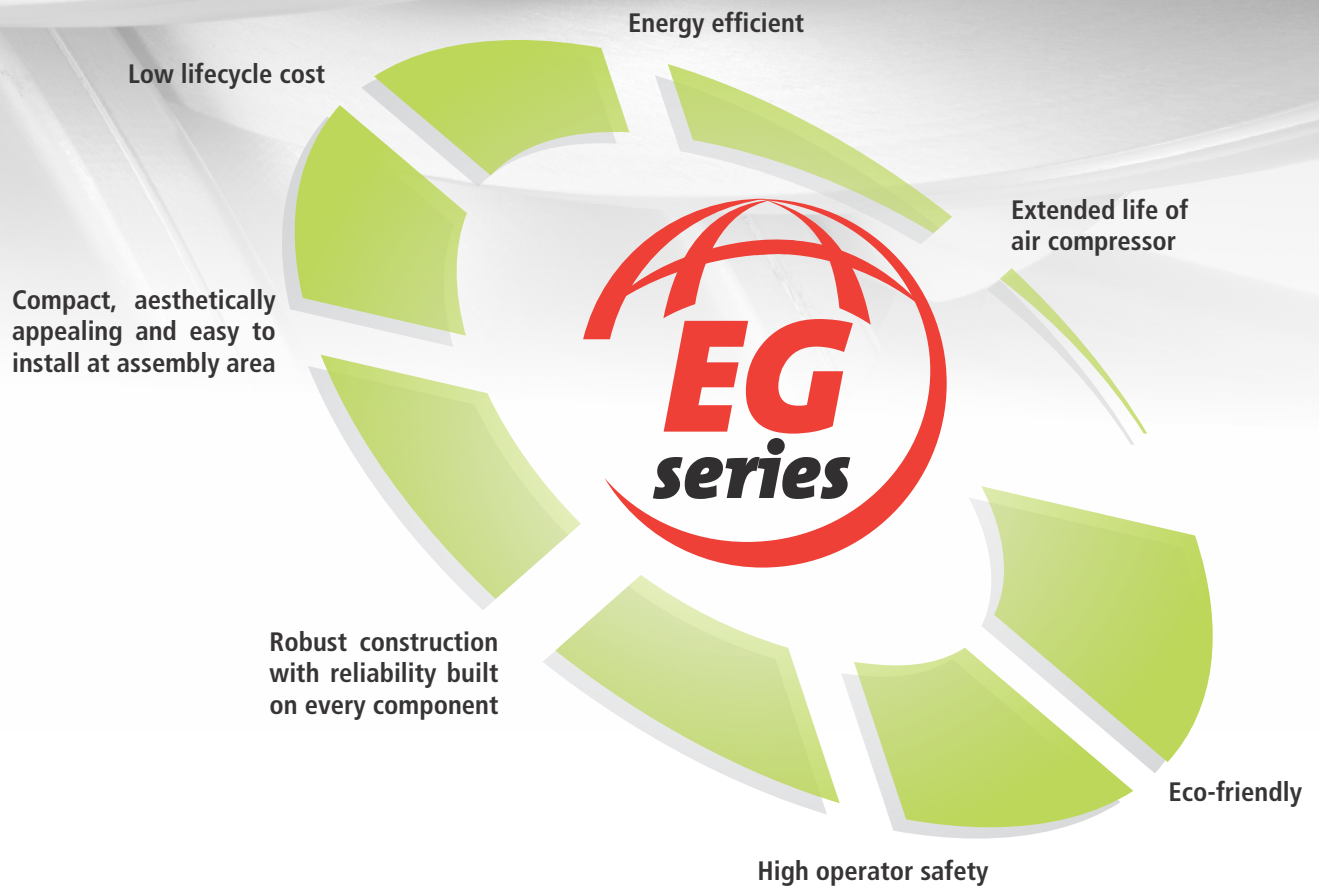 Energy efficient
Low lifecycle cost
Extended life of
air compressor
Compact, aesthetically
appealing and easy to
install at assembly area
EG
series
Robust construction
with reliability built
on every component
Eco-friendly
High operator safety